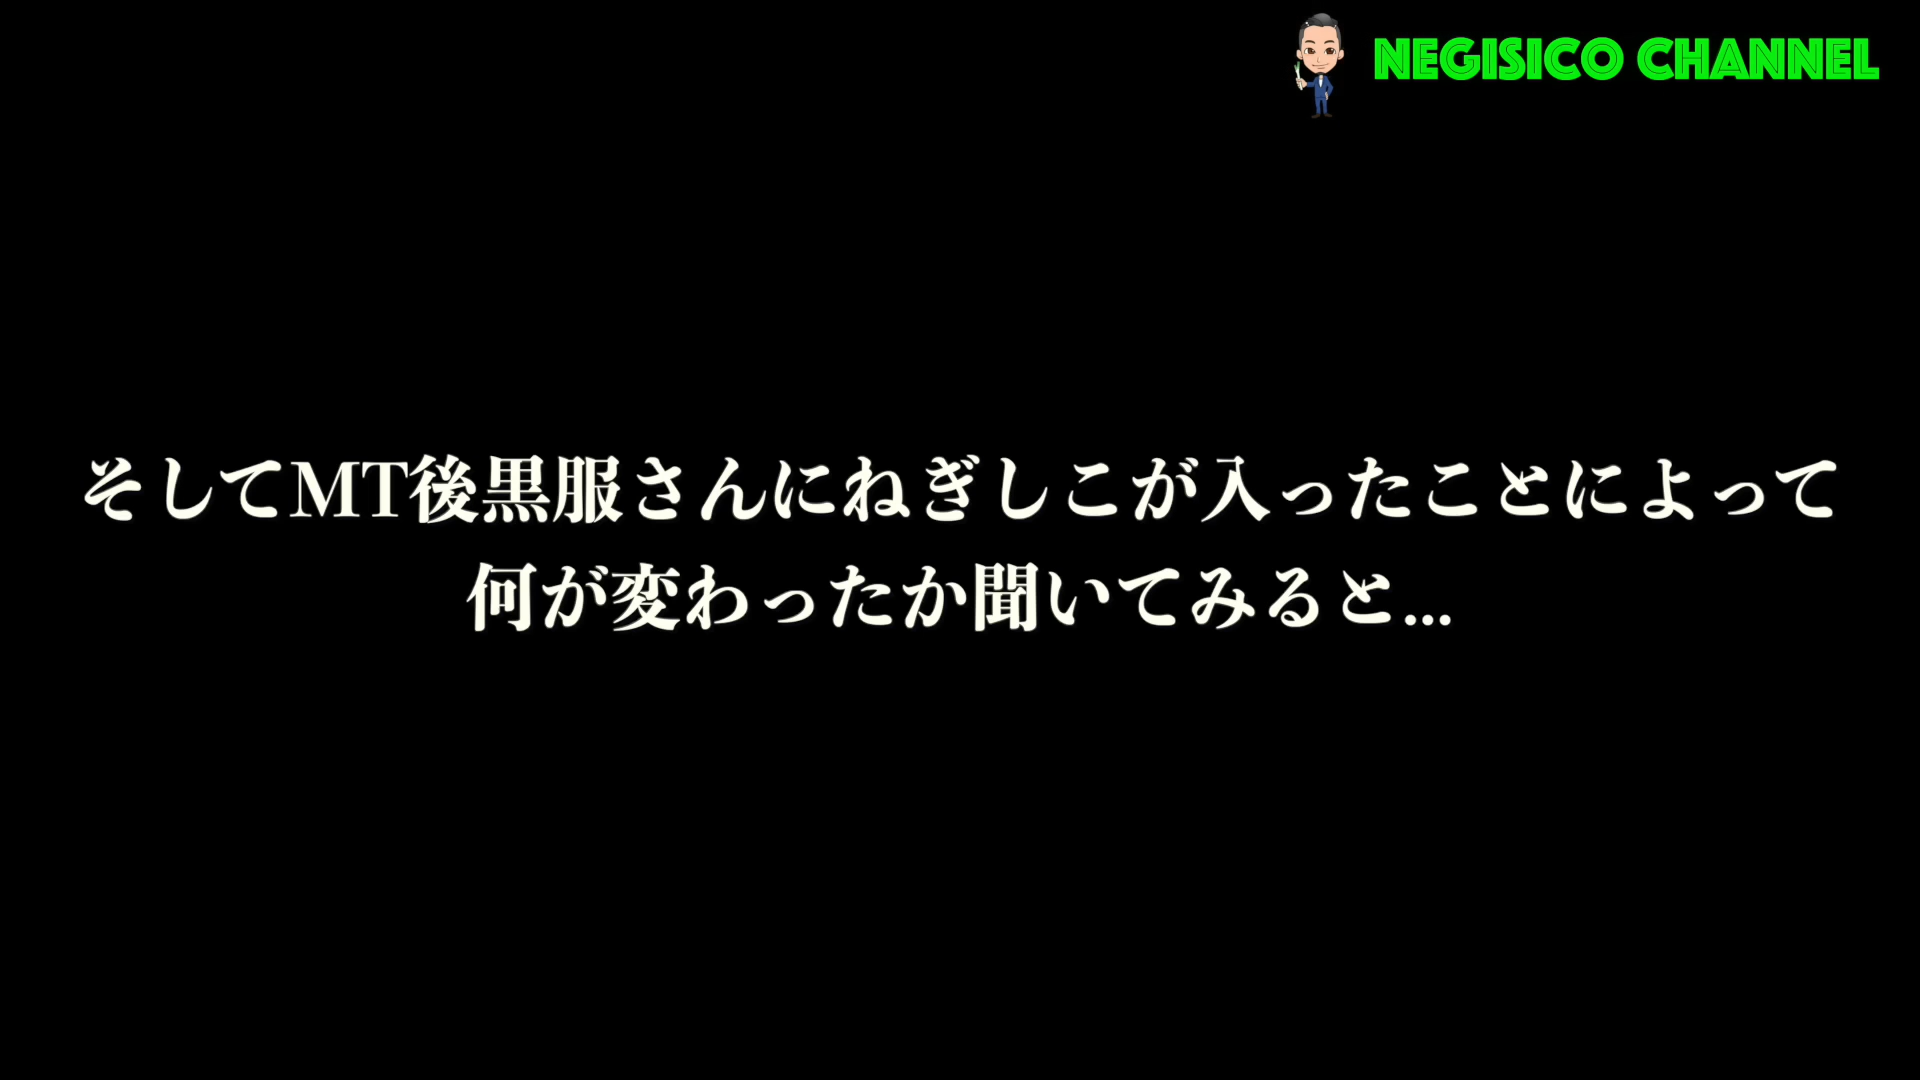 NEGISICO CHANNEL
そしてMT後黒服さんにねぎしこが入ったことによって
何が変わったか聞いてみると...